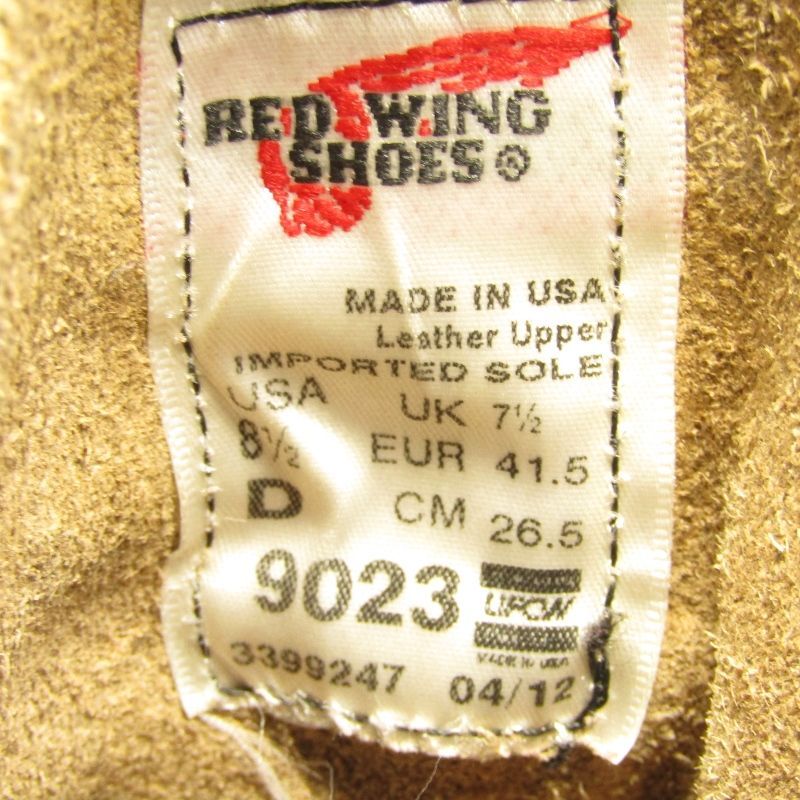 RED WING
SHOES ®
MADE IN USA
Leather Upper
IMPORTED SOLE
USA UK 7½
8½ EUR 41.5
D CM 26.5
9023
3399247 04/12